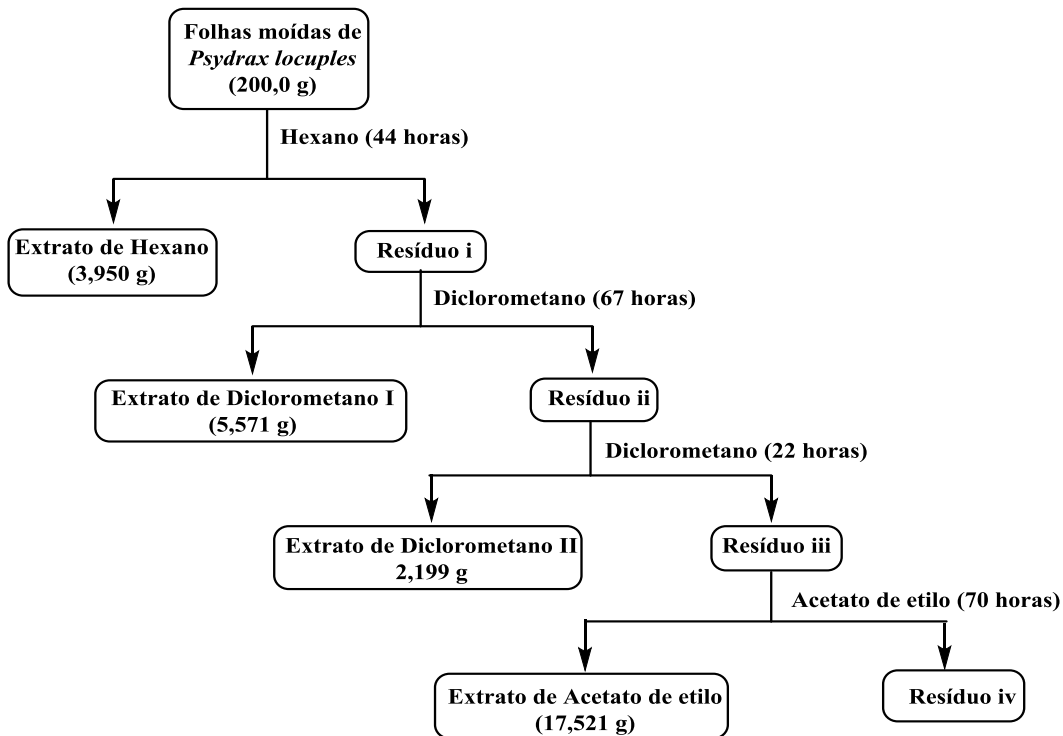 Folhas moídas de
Psydrax locuples
(200,0 g)
Hexano (44 horas)
Extrato de Hexano
(3,950 g)
Resíduo i
Diclorometano (67 horas)
Extrato de Diclorometano I
(5,571 g)
Resíduo ii
Diclorometano (22 horas)
Extrato de Diclorometano II
2,199 g
Resíduo iii
Acetato de etilo (70 horas)
Extrato de Acetato de etilo
(17,521 g)
Resíduo iv